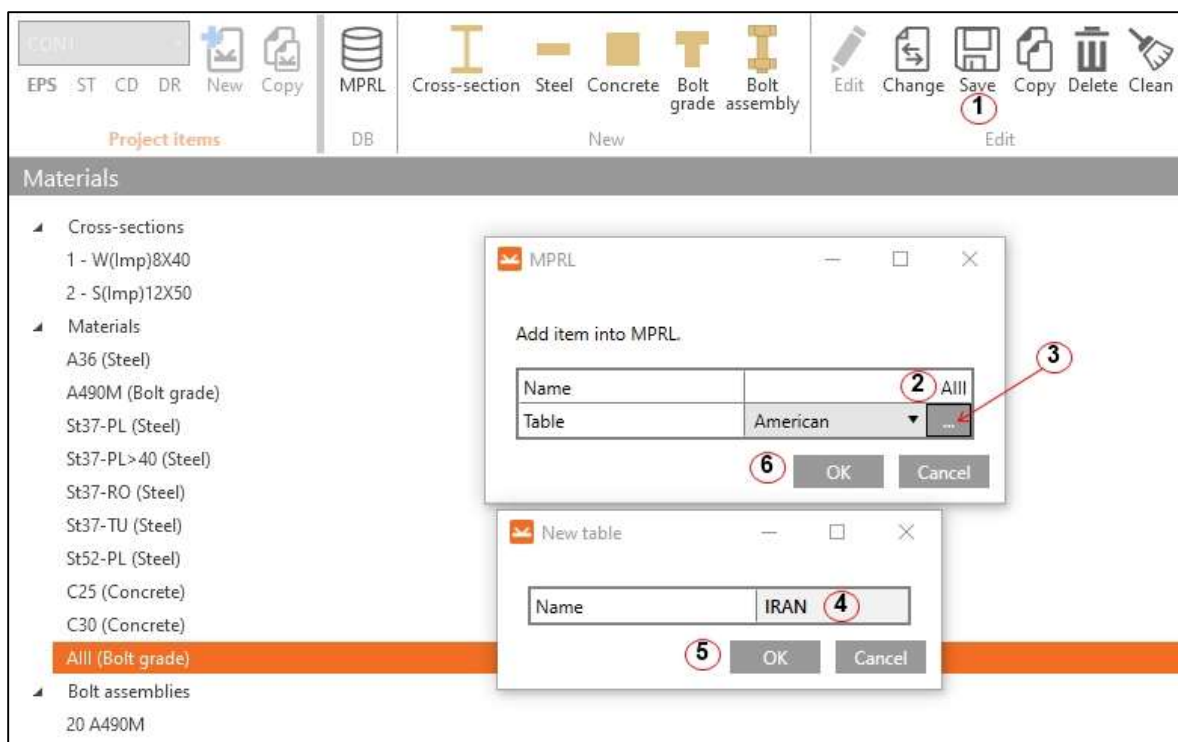 CON1
EPS ST CD DR New Copy MPRL Cross-section Steel Concrete Bolt grade Bolt assembly Edit Change Save Copy Delete Clean
1
Project items DB New Edit
Materials
Cross-sections
1 - W(Imp)8X40
2 - S(Imp)12X50
Materials
A36 (Steel)
A490M (Bolt grade)
St37-PL (Steel)
St37-PL>40 (Steel)
St37-RO (Steel)
St37-TU (Steel)
St52-PL (Steel)
C25 (Concrete)
C30 (Concrete)
AIII (Bolt grade)
Bolt assemblies
20 A490M
MPRL
Add item into MPRL.
3
Name 2 AIII
Table American ...
6 OK Cancel
New table
Name IRAN 4
5 OK Cancel